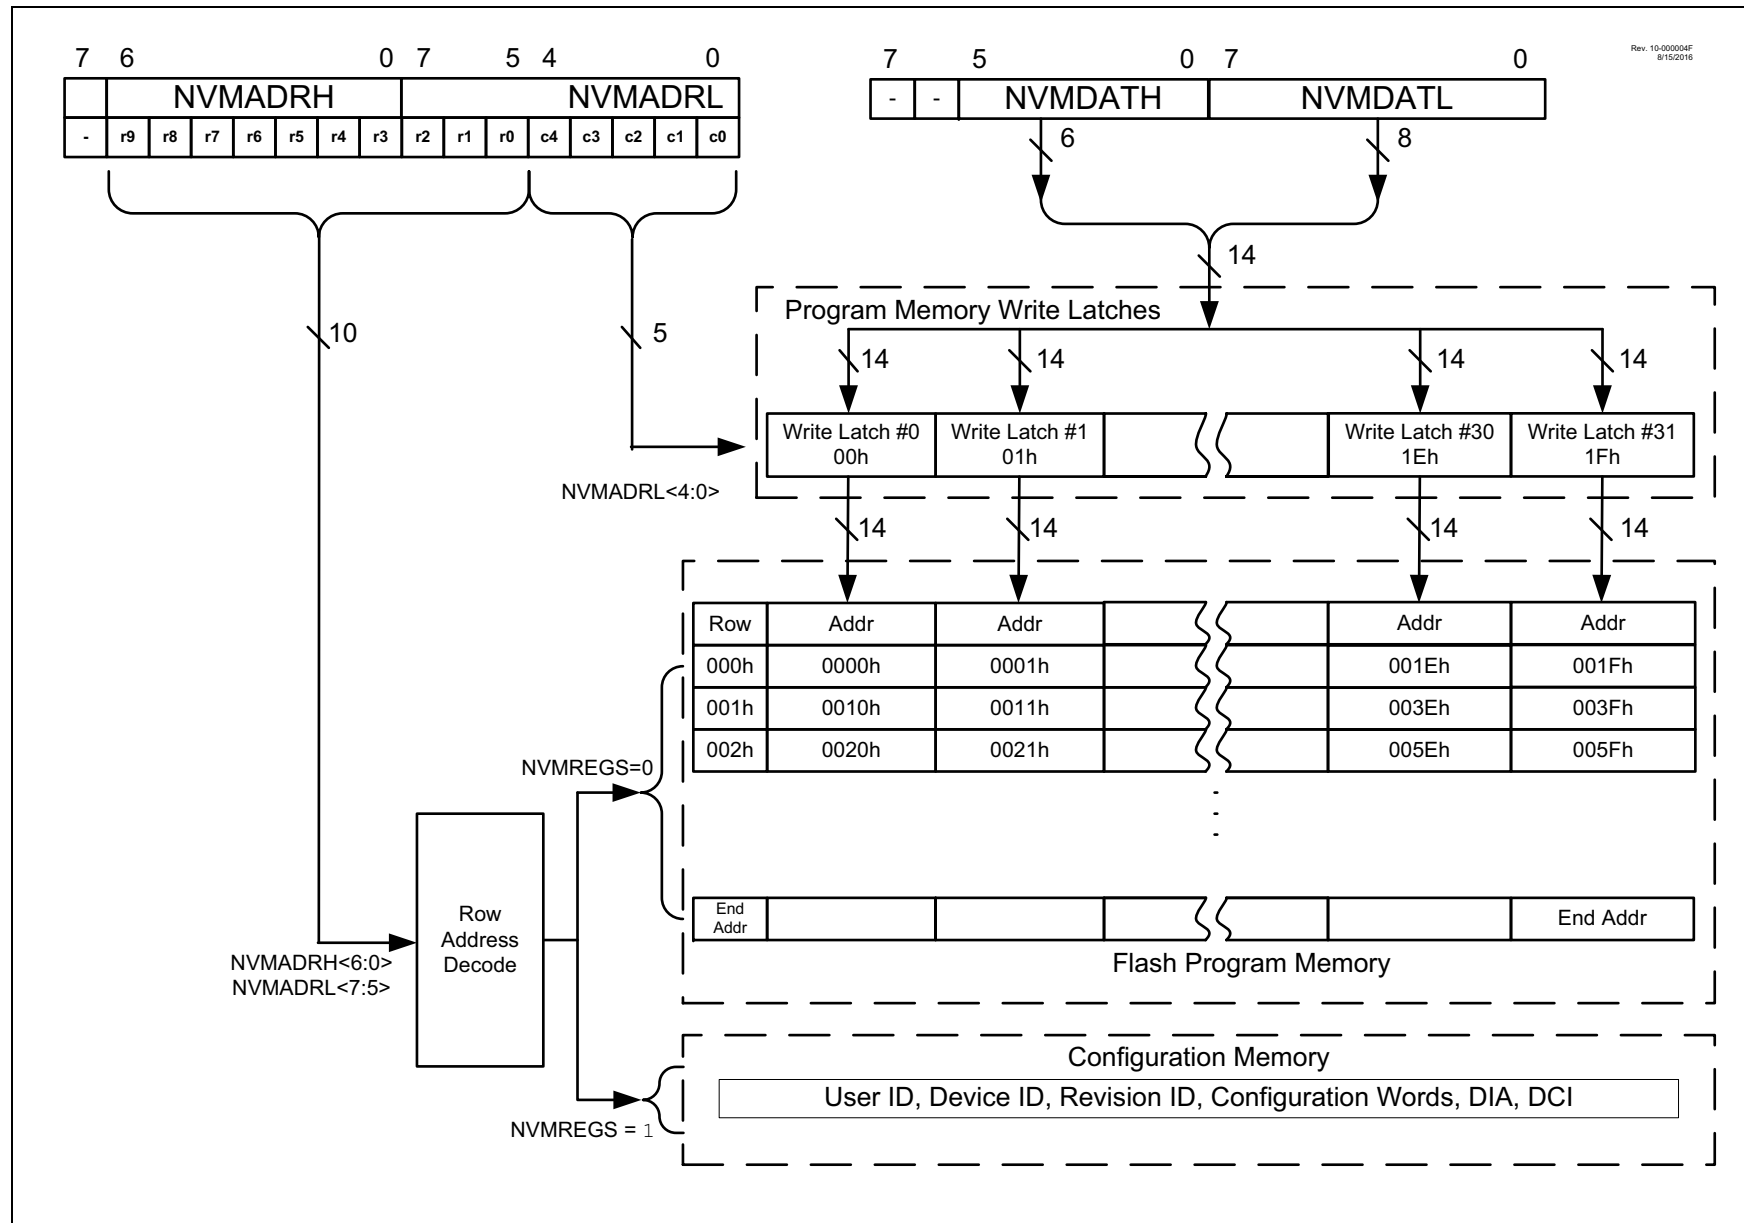 Rev. 10-000004F
8/15/2016
7 6 0 7 5 4 0
NVMADRH NVMADRL
- r9 r8 r7 r6 r5 r4 r3 r2 r1 r0 c4 c3 c2 c1 c0
7 5 0 7 0
- - NVMDATH NVMDATL
6 8
14
10 5
Program Memory Write Latches
14 14 14 14
Write Latch #0 Write Latch #1 Write Latch #30 Write Latch #31
00h 01h 1Eh 1Fh
NVMADRL<4:0>
14 14 14 14
Row Addr Addr Addr Addr
000h 0000h 0001h 001Eh 001Fh
001h 0010h 0011h 003Eh 003Fh
002h 0020h 0021h 005Eh 005Fh
NVMREGS=0
End
Addr
End Addr
Flash Program Memory
Row
Address
Decode
NVMADRH<6:0>
NVMADRL<7:5>
Configuration Memory
User ID, Device ID, Revision ID, Configuration Words, DIA, DCI
NVMREGS = 1